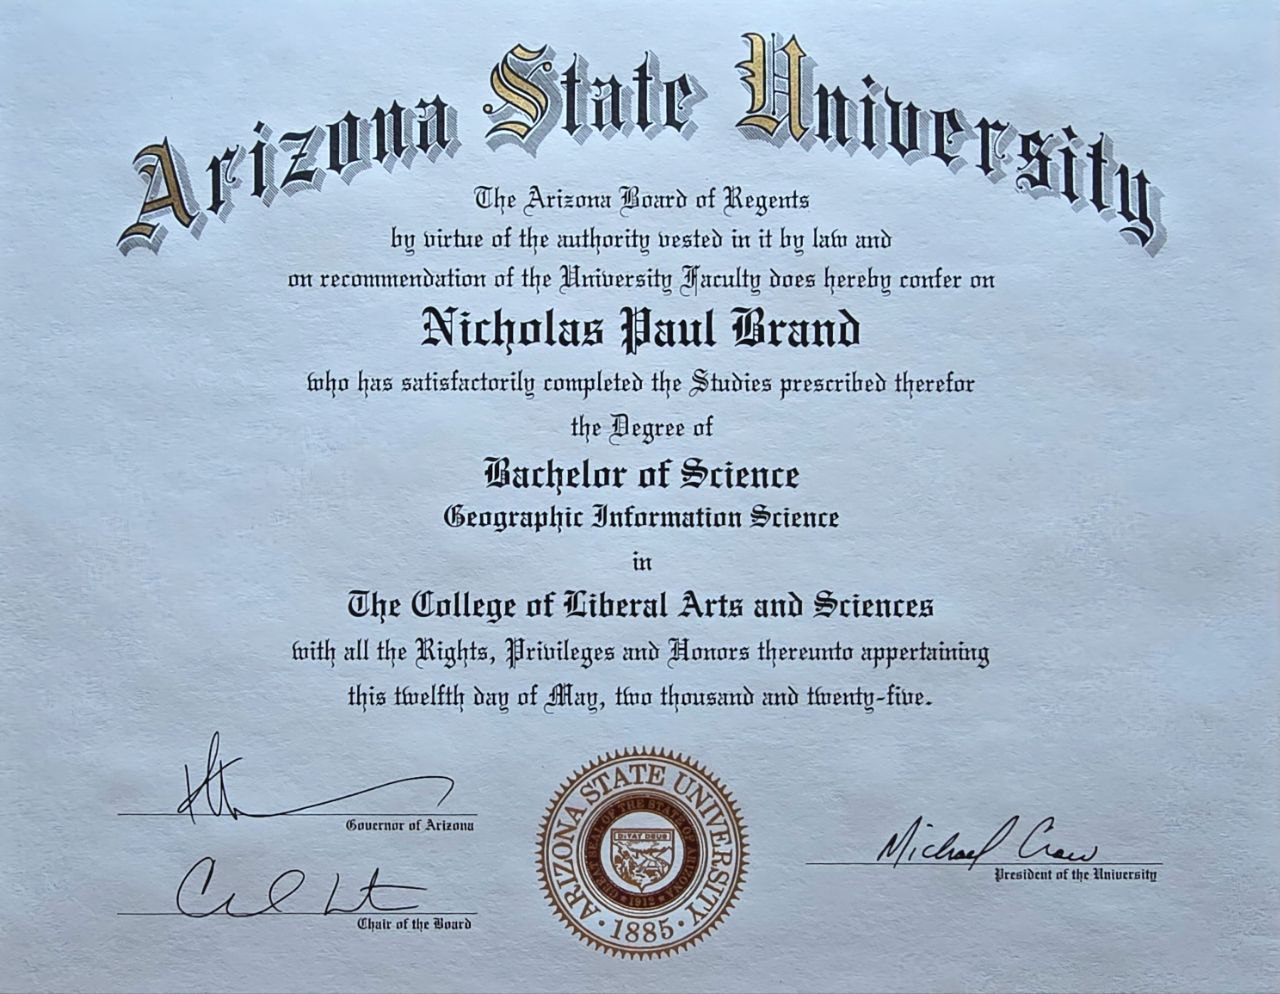 Arizona State University
The Arizona Board of Regents
by virtue of the authority vested in it by law and
on recommendation of the University Faculty does hereby confer on
Nicholas Paul Brand
who has satisfactorily completed the Studies prescribed therefor
the Degree of
Bachelor of Science
Geographic Information Science
in
The College of Liberal Arts and Sciences
with all the Rights, Privileges and Honors thereunto appertaining
this twelfth day of May, two thousand and twenty-five.
Governor of Arizona
Chair of the Board
ARIZONA STATE UNIVERSITY
GREAT SEAL OF THE STATE OF ARIZONA
DITAT DEUS
1912
1885
Michael Crow
President of the University